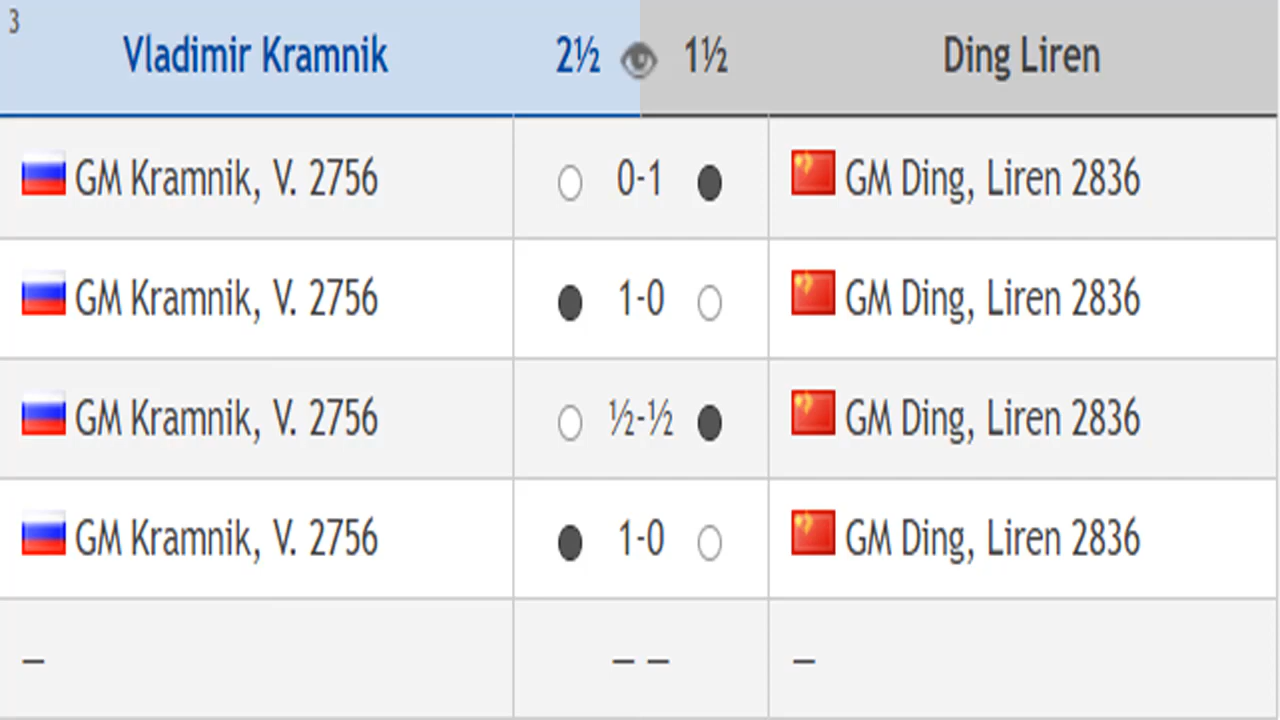 3
Vladimir Kramnik 2½ 1½ Ding Liren
GM Kramnik, V. 2756 0-1 GM Ding, Liren 2836
GM Kramnik, V. 2756 1-0 GM Ding, Liren 2836
GM Kramnik, V. 2756 ½-½ GM Ding, Liren 2836
GM Kramnik, V. 2756 1-0 GM Ding, Liren 2836
– – – –